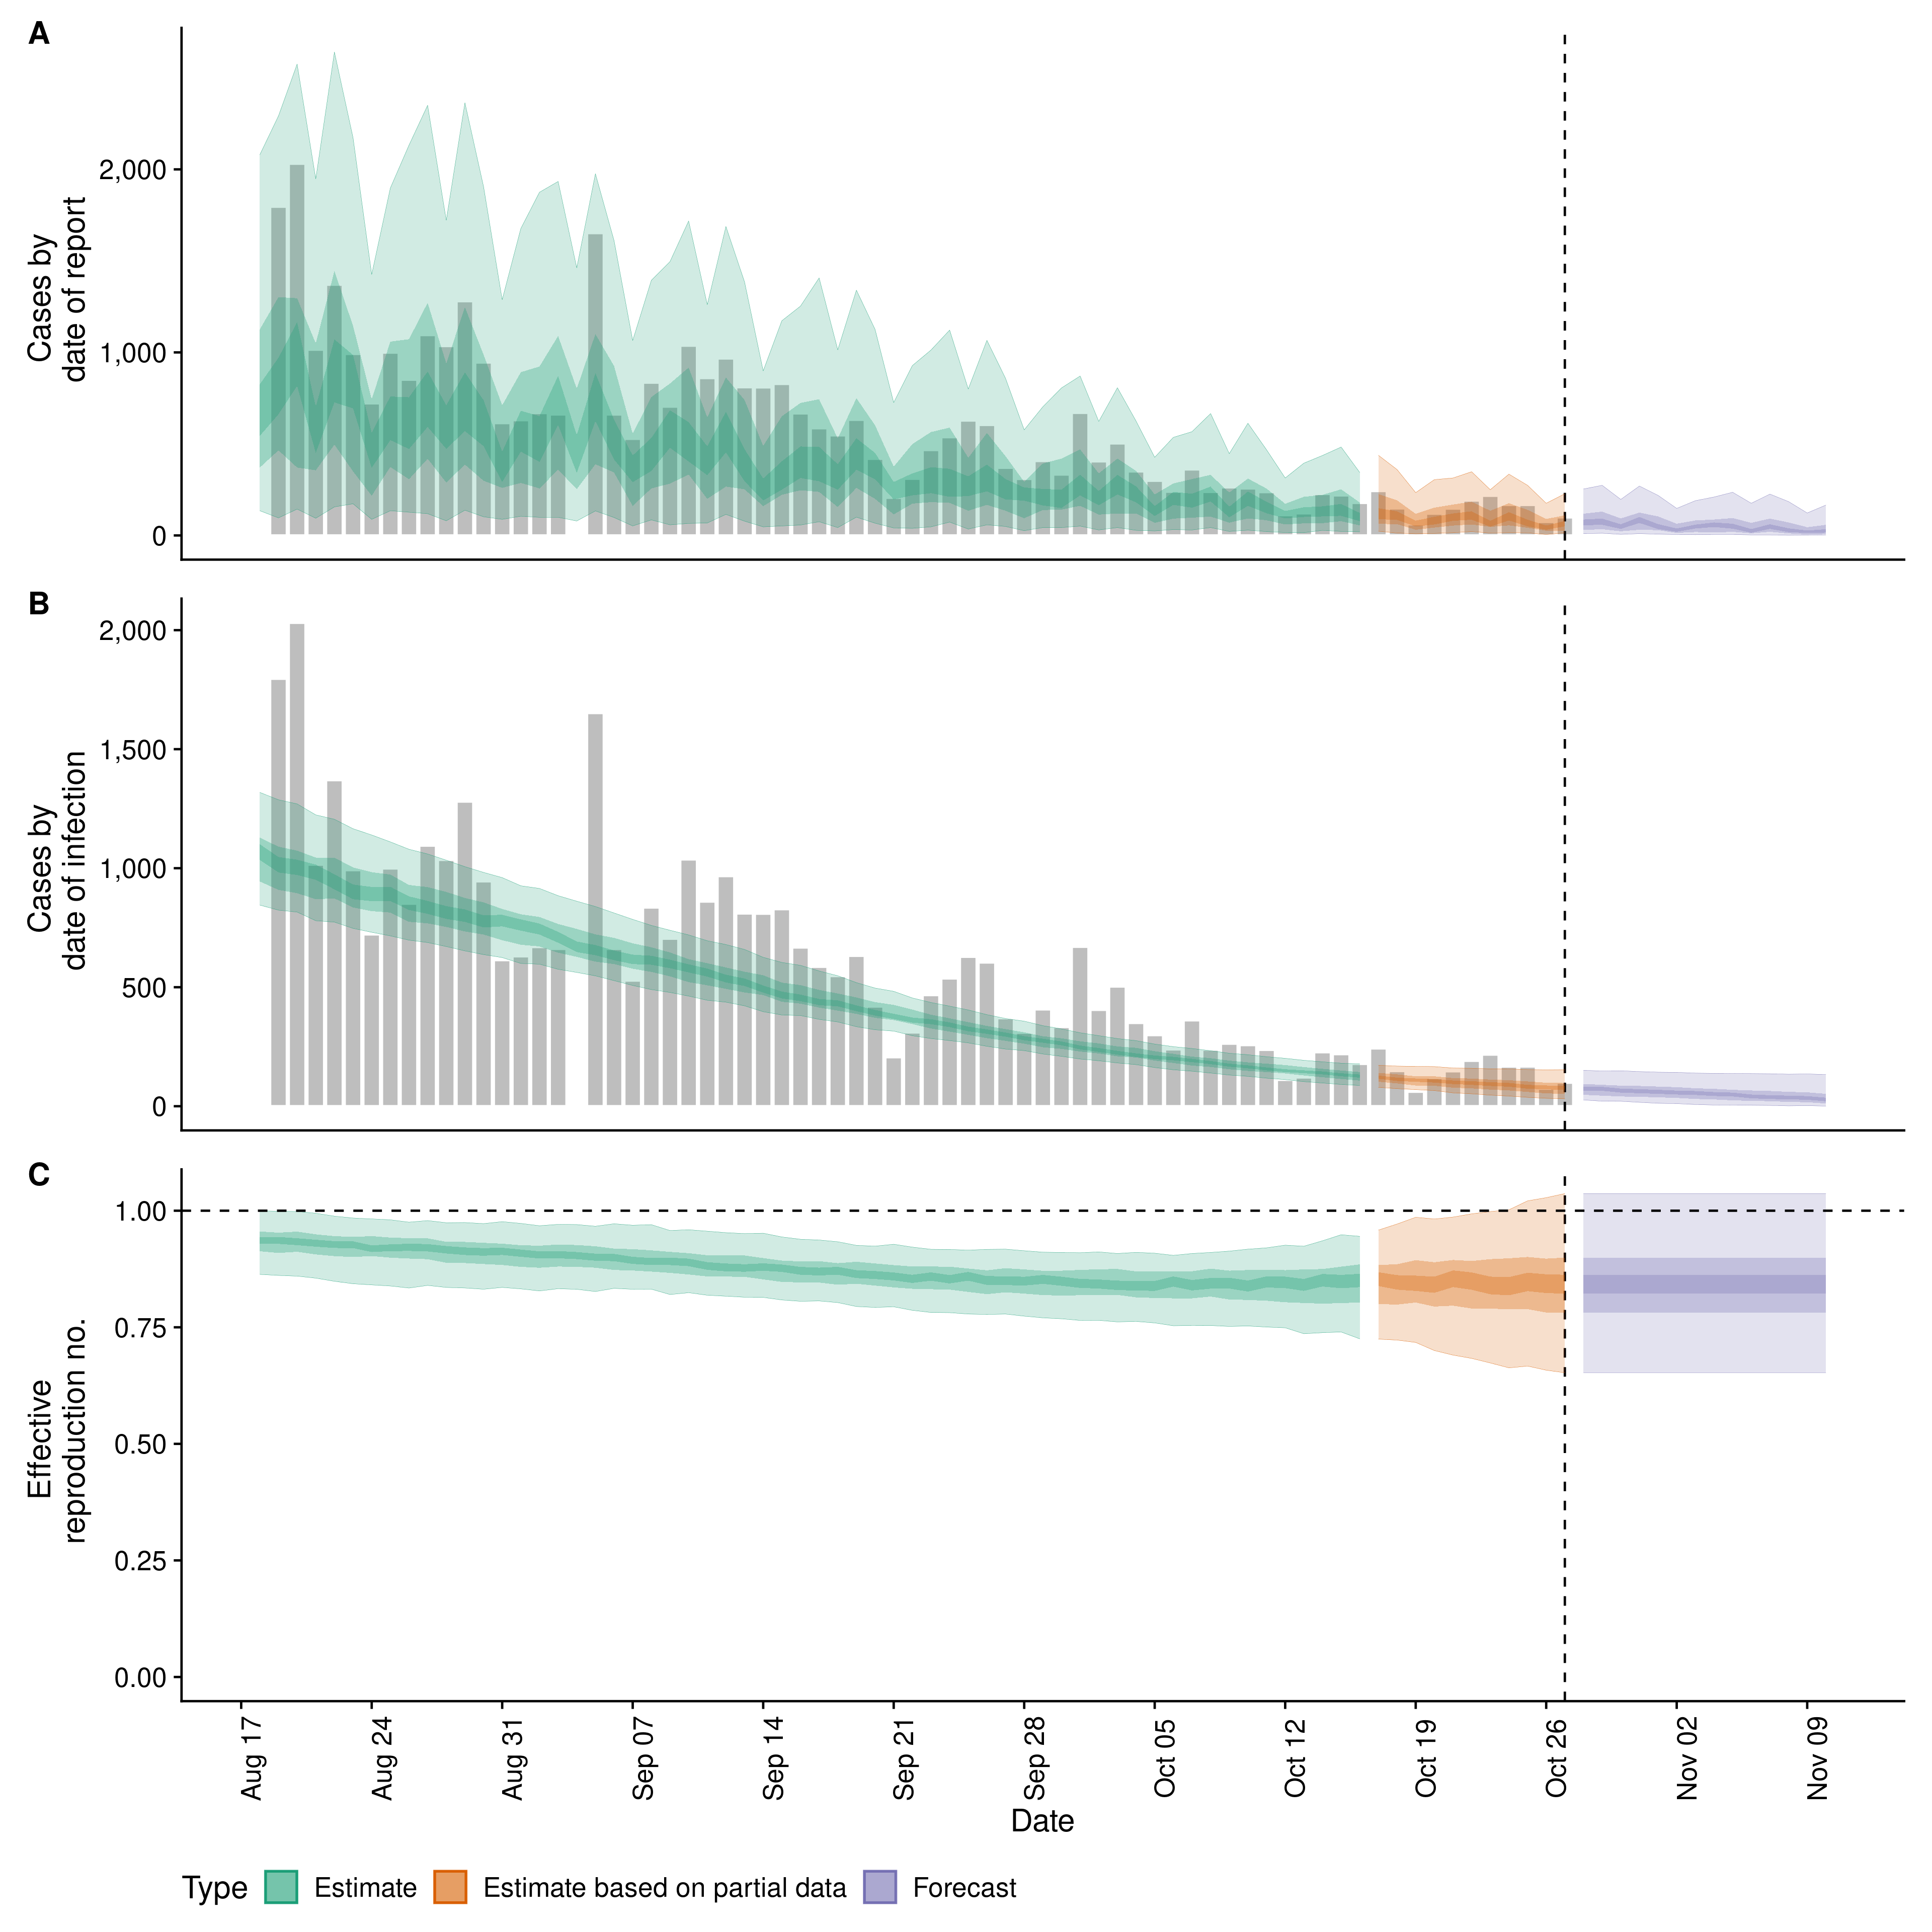 A
Cases by
date of report
2,000
1,000
0
B
Cases by
date of infection
2,000
1,500
1,000
500
0
C
Effective
reproduction no.
1.00
0.75
0.50
0.25
0.00
Aug 17
Aug 24
Aug 31
Sep 07
Sep 14
Sep 21
Sep 28
Oct 05
Oct 12
Oct 19
Oct 26
Nov 02
Nov 09
Date
Type Estimate Estimate based on partial data Forecast